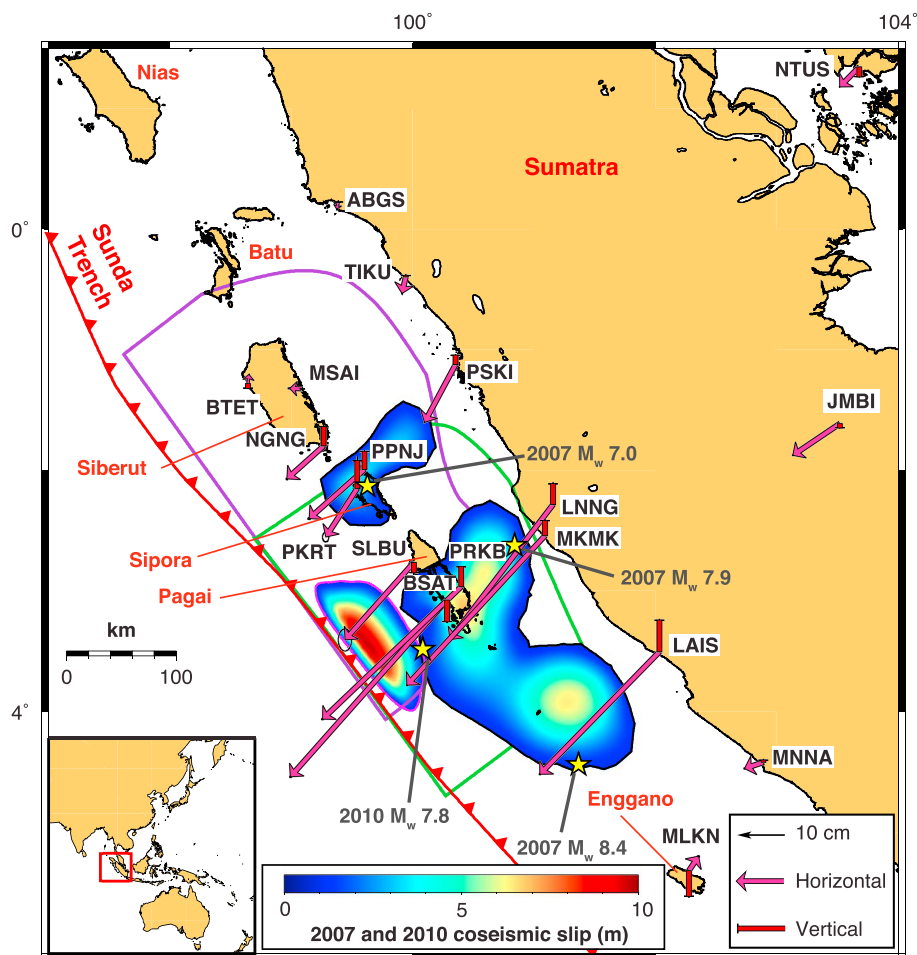 100°
104°
Nias
NTUS
Sumatra
ABGS
0°
Sunda
Trench
Batu
TIKU
MSAI
PSKI
BTET
JMBI
NGNG
PPNJ
2007 Mw 7.0
Siberut
LNNG
MKMK
PKRT
SLBU
PRKB
Sipora
BSAT
2007 Mw 7.9
Pagai
km
LAIS
0
100
4°
MNNA
2010 Mw 7.8
Enggano
2007 Mw 8.4
MLKN
10 cm
Horizontal
Vertical
0
5
10
2007 and 2010 coseismic slip (m)